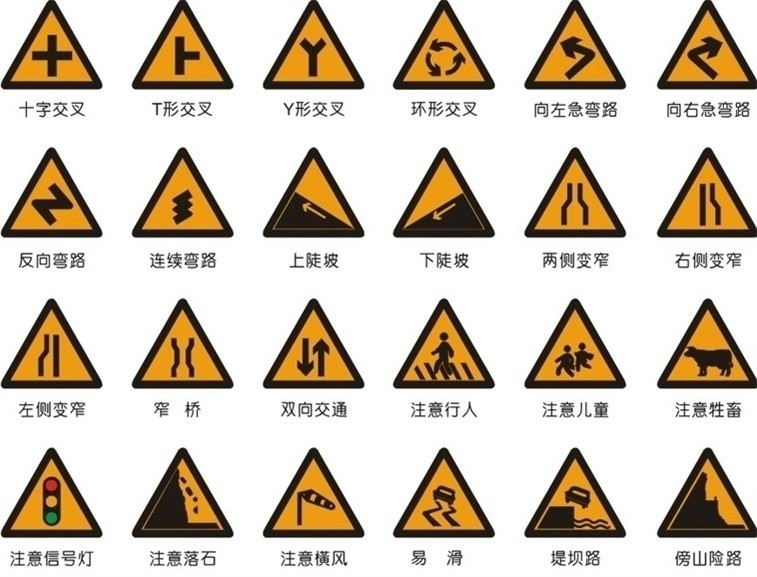 十字交叉 T形交叉 Y形交叉 环形交叉 向左急弯路 向右急弯路
反向弯路 连续弯路 上陡坡 下陡坡 两侧变窄 右侧变窄
左侧变窄 窄 桥 双向交通 注意行人 注意儿童 注意牲畜
注意信号灯 注意落石 注意横风 易 滑 堤坝路 傍山险路